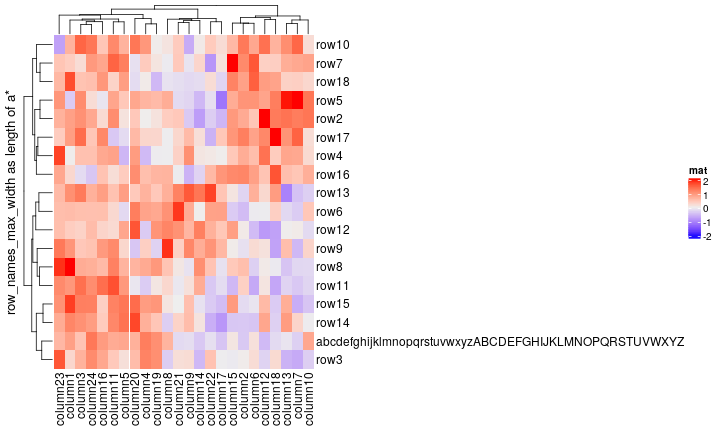 row_names_max_width as length of a*
row10
row7
row18
row5
row2
row17
row4
row16
row13
row6
row12
row9
row8
row11
row15
row14
abcdefghijklmnopqrstuvwxyzABCDEFGHIJKLMNOPQRSTUVWXYZ
row3
column23
column1
column3
column24
column16
column11
column5
column20
column4
column19
column8
column21
column9
column14
column22
column17
column15
column2
column6
column12
column18
column13
column7
column10
mat
2
1
0
-1
-2